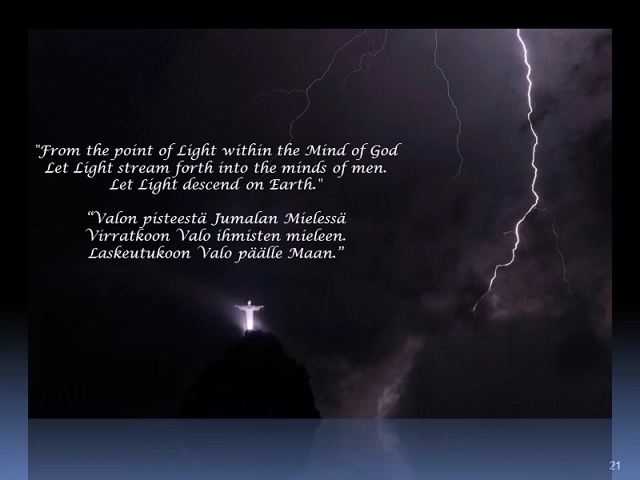 "From the point of Light within the Mind of God
Let Light stream forth into the minds of men.
Let Light descend on Earth."
“Valon pisteestä Jumalan Mielessä
Virratkoon Valo ihmisten mieleen.
Laskeutukoon Valo päälle Maan.”
21